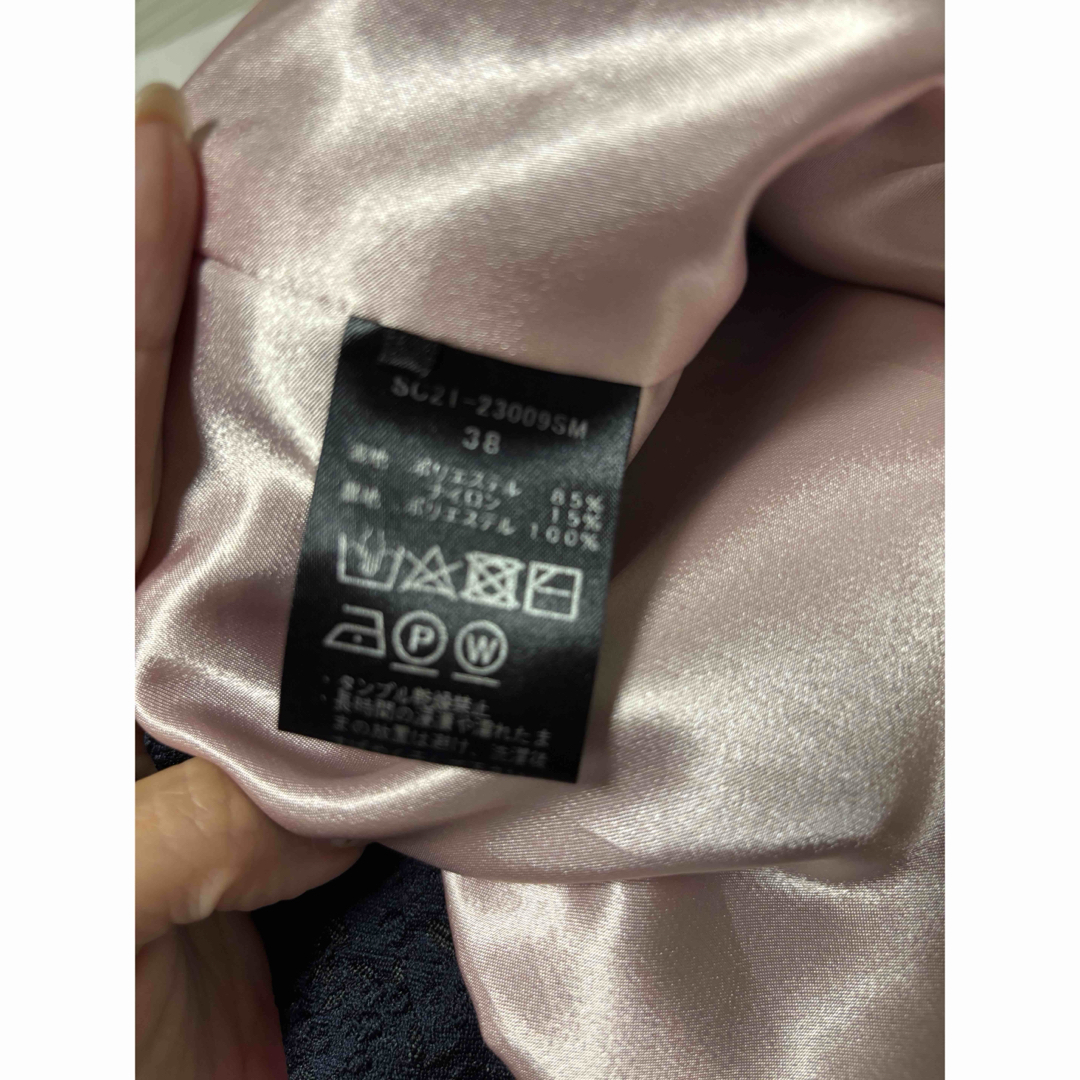 SC21-23009SM
38
表地 ポリエステル 85%
ナイロン 15%
裏地 ポリエステル 100%
P W
・タンブル乾燥禁止
・長時間の浸漬や濡れたま
まの放置は避け、洗濯後